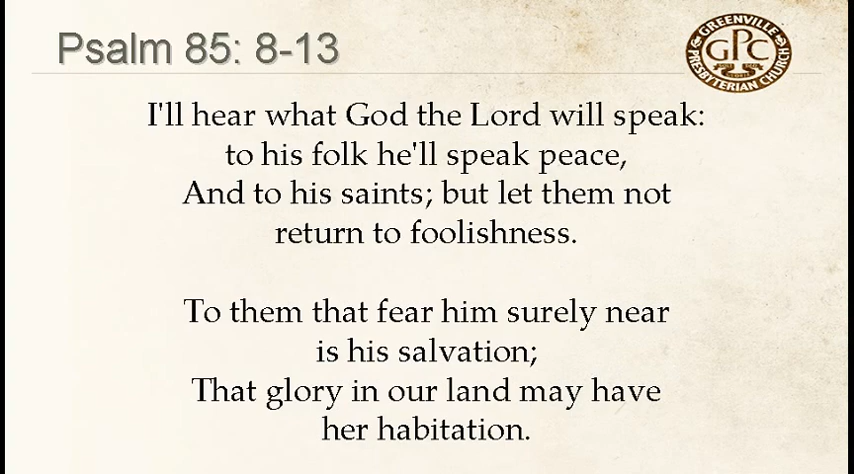 Psalm 85: 8-13
GREENVILLE
GPC
PRESBYTERIAN CHURCH
I'll hear what God the Lord will speak:
to his folk he'll speak peace,
And to his saints; but let them not
return to foolishness.
To them that fear him surely near
is his salvation;
That glory in our land may have
her habitation.